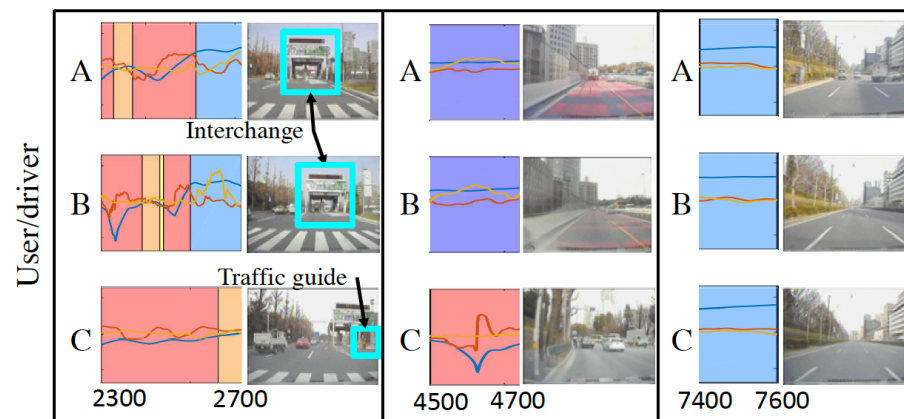 A
A
A
Interchange
B
B
B
User/driver
Traffic guide
C
C
C
2300
2700
4500
4700
7400
7600